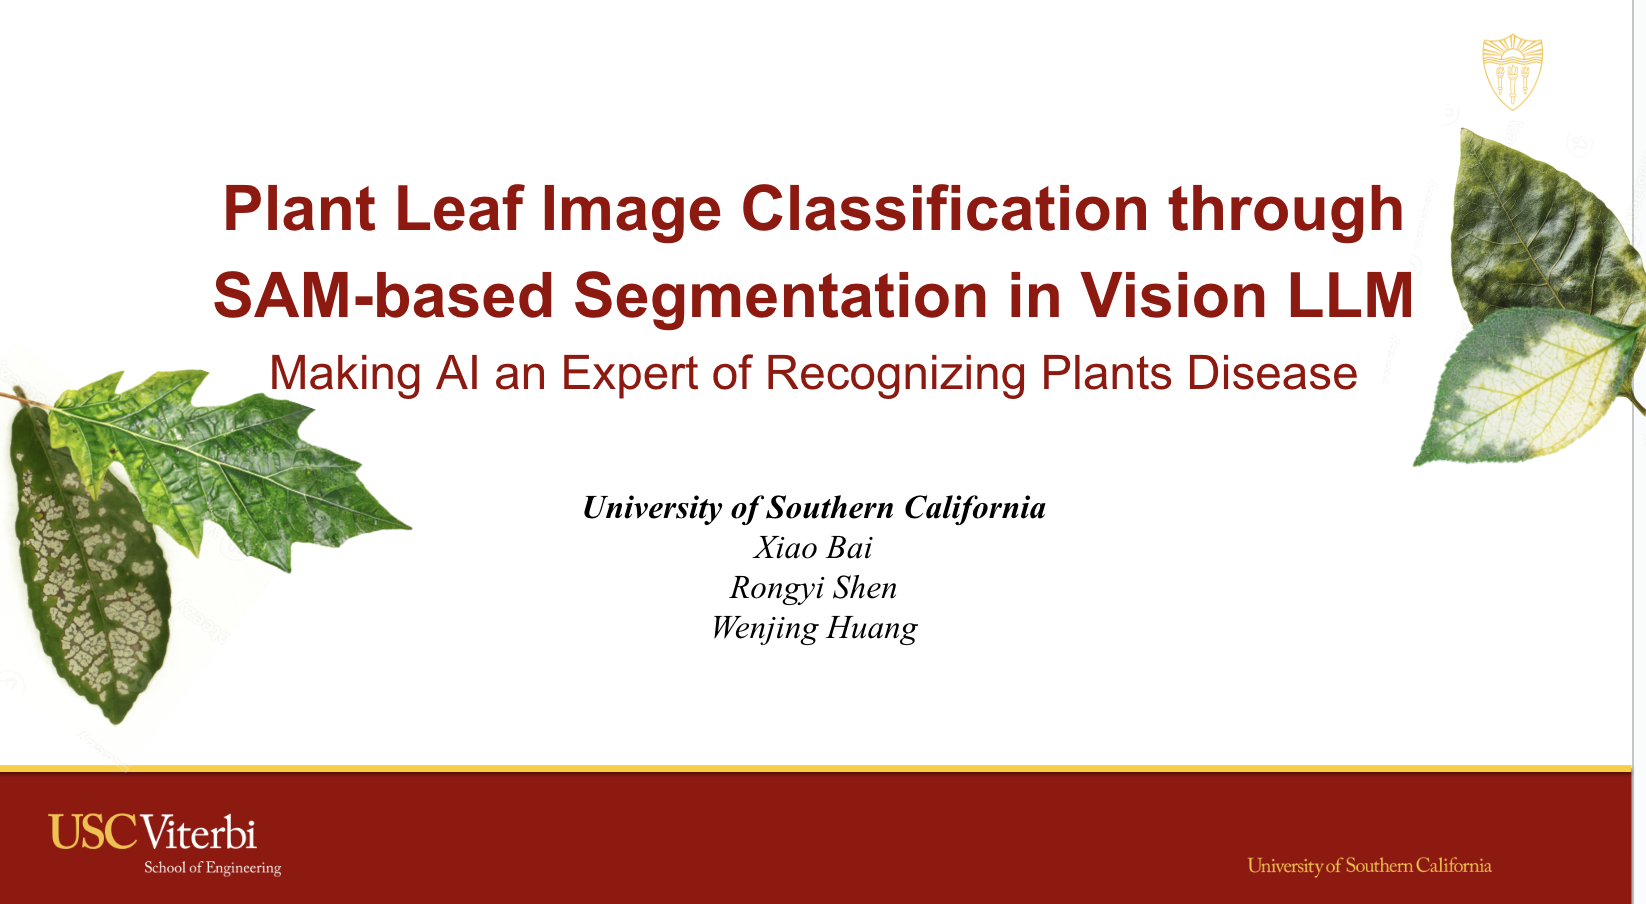 Plant Leaf Image Classification through
SAM-based Segmentation in Vision LLM
Making AI an Expert of Recognizing Plants Disease
University of Southern California
Xiao Bai
Rongyi Shen
Wenjing Huang
USC Viterbi
School of Engineering
University of Southern California